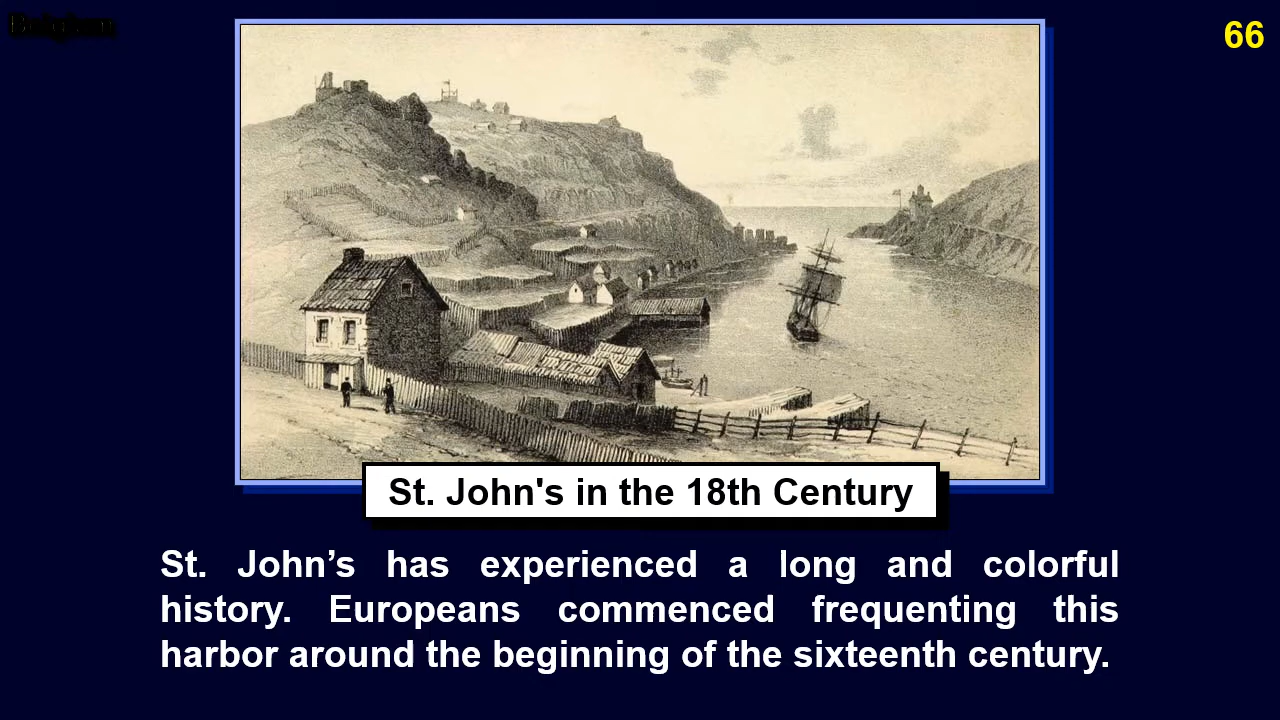 66
St. John's in the 18th Century
St. John’s has experienced a long and colorful
history. Europeans commenced frequenting this
harbor around the beginning of the sixteenth century.